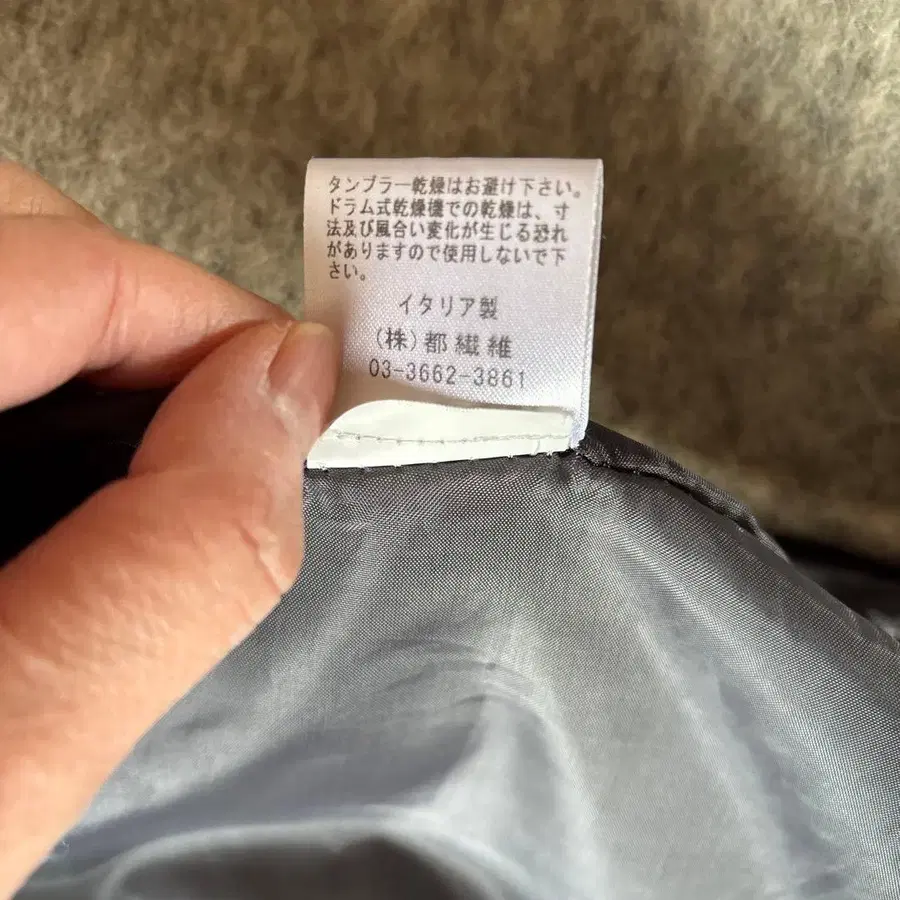 タンブラー乾燥はお避け下さい。
ドラム式乾燥機での乾燥は、寸
法及び風合い変化が生じる恐れ
がありますので使用しないで下
さい。
イタリア製
(株)都繊維
03-3662-3861